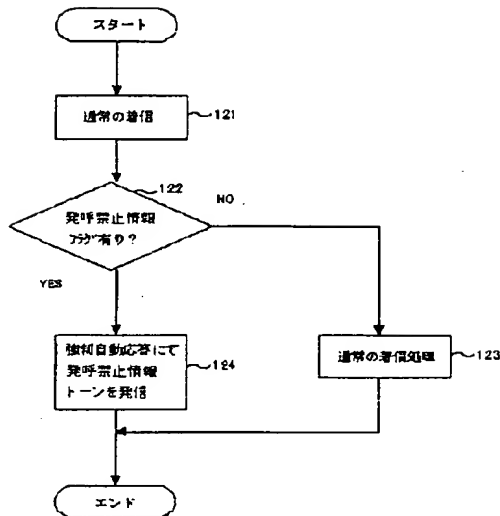 スタート
通常の着信
121
122
発呼禁止情報
フラグ有り?
NO
YES
強制自動応答にて
発呼禁止情報
トーンを発信
124
通常の着信処理
123
エンド